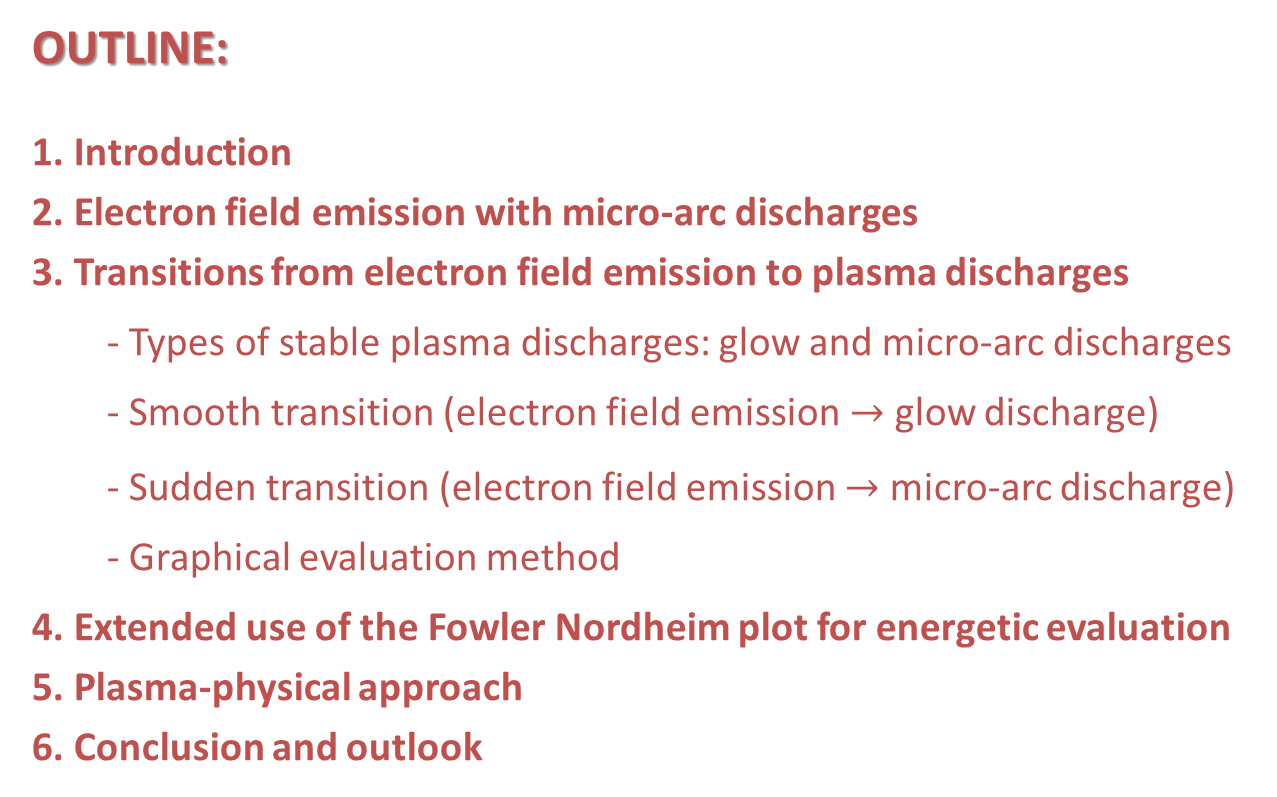 OUTLINE:
1. Introduction
2. Electron field emission with micro-arc discharges
3. Transitions from electron field emission to plasma discharges
- Types of stable plasma discharges: glow and micro-arc discharges
- Smooth transition (electron field emission → glow discharge)
- Sudden transition (electron field emission → micro-arc discharge)
- Graphical evaluation method
4. Extended use of the Fowler Nordheim plot for energetic evaluation
5. Plasma-physical approach
6. Conclusion and outlook